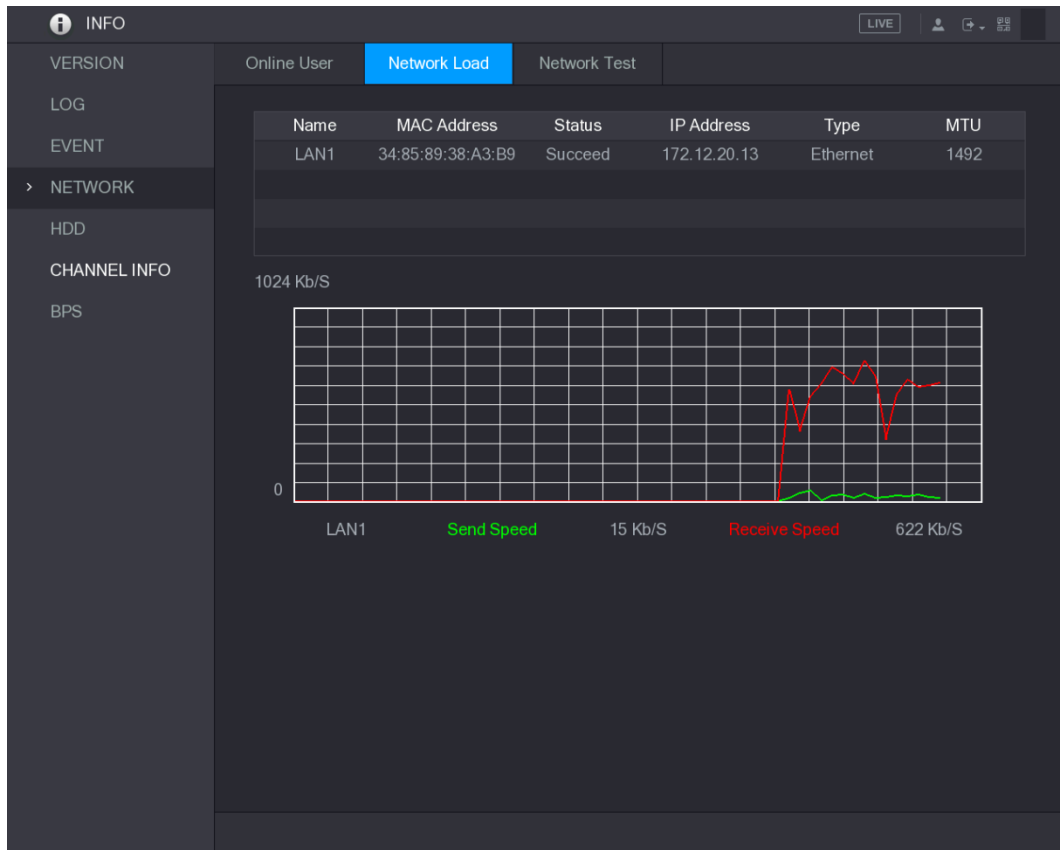 INFO LIVE
VERSION Online User Network Load Network Test
LOG
Name MAC Address Status IP Address Type MTU
EVENT
LAN1 34:85:89:38:A3:B9 Succeed 172.12.20.13 Ethernet 1492
NETWORK
HDD
CHANNEL INFO
1024 Kb/S
BPS
0
LAN1 Send Speed 15 Kb/S Receive Speed 622 Kb/S